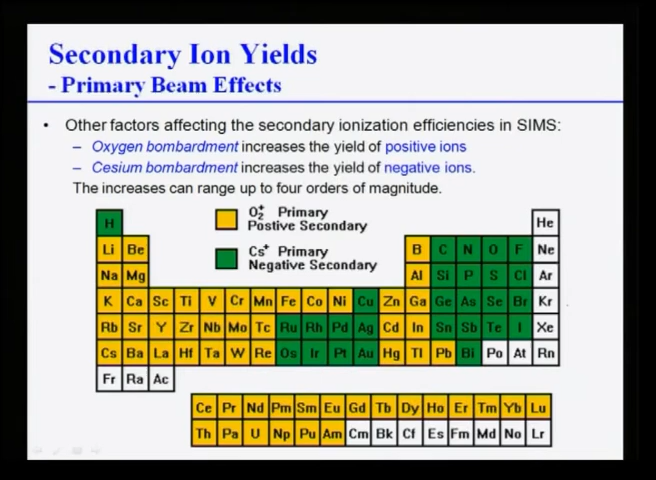 Secondary Ion Yields
- Primary Beam Effects
• Other factors affecting the secondary ionization efficiencies in SIMS:
– Oxygen bombardment increases the yield of positive ions
– Cesium bombardment increases the yield of negative ions.
The increases can range up to four orders of magnitude.
O₂⁺ Primary
Postive Secondary
Cs⁺ Primary
Negative Secondary
H He
Li Be B C N O F Ne
Na Mg Al Si P S Cl Ar
K Ca Sc Ti V Cr Mn Fe Co Ni Cu Zn Ga Ge As Se Br Kr
Rb Sr Y Zr Nb Mo Tc Ru Rh Pd Ag Cd In Sn Sb Te I Xe
Cs Ba La Hf Ta W Re Os Ir Pt Au Hg Tl Pb Bi Po At Rn
Fr Ra Ac
Ce Pr Nd Pm Sm Eu Gd Tb Dy Ho Er Tm Yb Lu
Th Pa U Np Pu Am Cm Bk Cf Es Fm Md No Lr